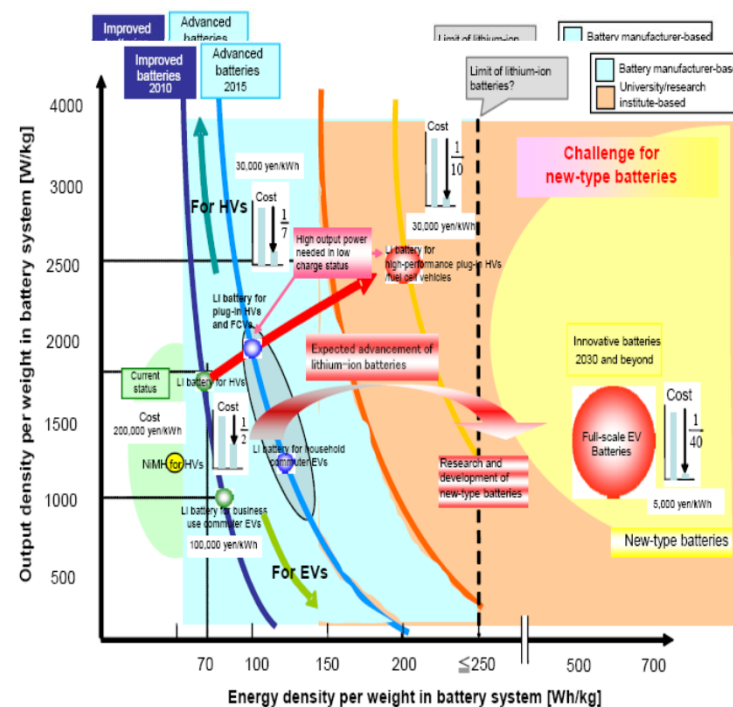 Improved
Advanced
batteries
Limit of lithium-ion
Battery manufacturer-based
Improved
batteries
2010
Advanced
batteries
2015
Limit of lithium-ion
batteries?
Battery manufacturer-base
University/research
institute-based
Output density per weight in battery system [W/kg]
4000
3000
2500
2000
1500
1000
500
30,000 yen/kWh
Cost
1
7
For HVs
Cost
1
10
30,000 yen/kWh
Challenge for
new-type batteries
High output power
needed in low
charge status
LI battery for
high-performance plug-in HVs
/fuel cell vehicles
LI battery for
plug-in HVs
and FCVs
Expected advancement of
lithium-ion batteries
Innovative batteries
2030 and beyond
Current
status
LI battery for HVs
Cost
200,000 yen/kWh
Cost
1
2
Full-scale EV
Batteries
Cost
1
40
5,000 yen/kWh
NiMH for HVs
LI battery for household
commuter EVs
Research and
development of
new-type batteries
LI battery for business
use commuter EVs
100,000 yen/kWh
For EVs
New-type batteries
70
100
150
200
≦250
500
700
Energy density per weight in battery system [Wh/kg]